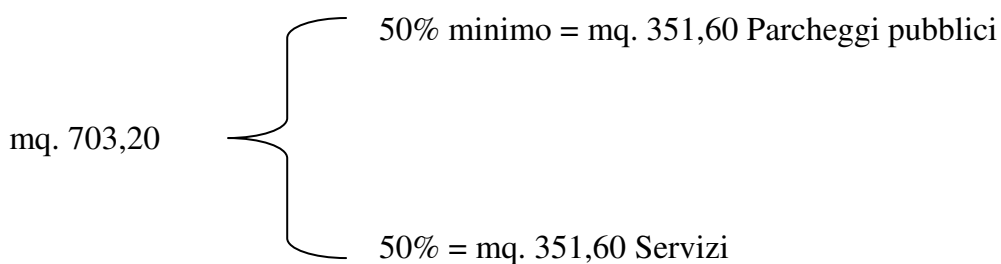 50% minimo = mq. 351,60 Parcheggi pubblici
mq. 703,20
50% = mq. 351,60 Servizi